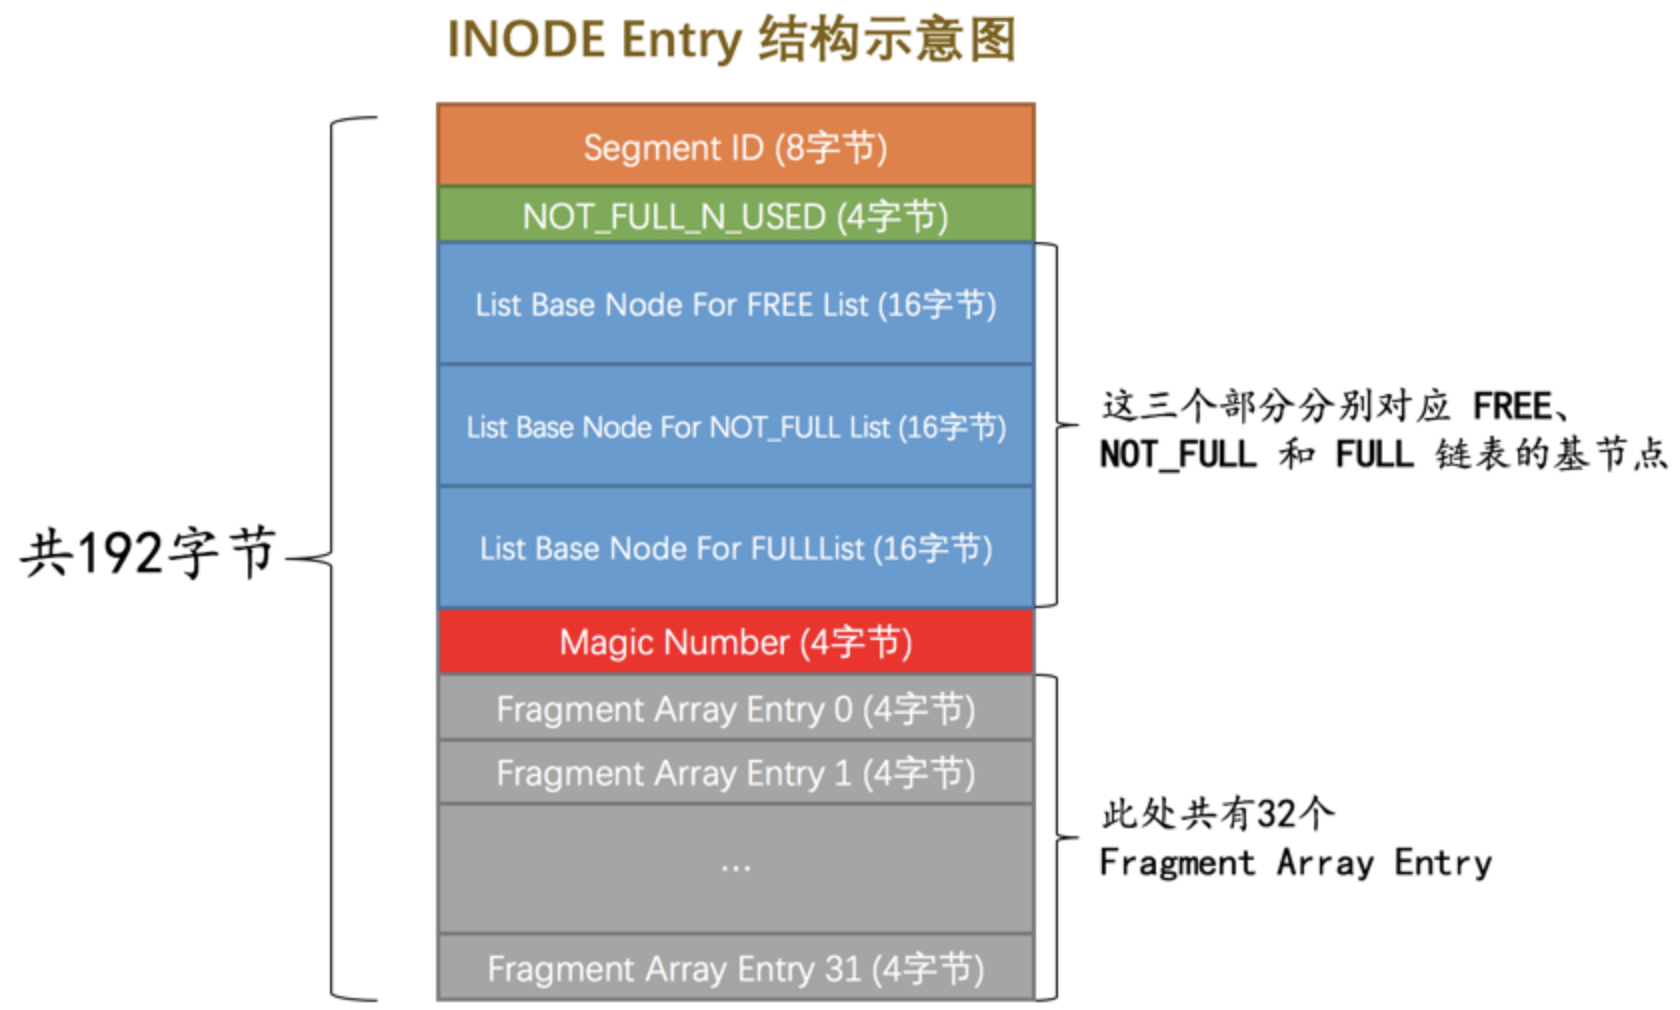 INODE Entry 结构示意图
Segment ID (8字节)
NOT_FULL_N_USED (4字节)
List Base Node For FREE List (16字节)
List Base Node For NOT_FULL List (16字节)
List Base Node For FULLLList (16字节)
这三个部分分别对应 FREE、
NOT_FULL 和 FULL 链表的基节点
共192字节
Magic Number (4字节)
Fragment Array Entry 0 (4字节)
Fragment Array Entry 1 (4字节)
...
Fragment Array Entry 31 (4字节)
此处共有32个
Fragment Array Entry